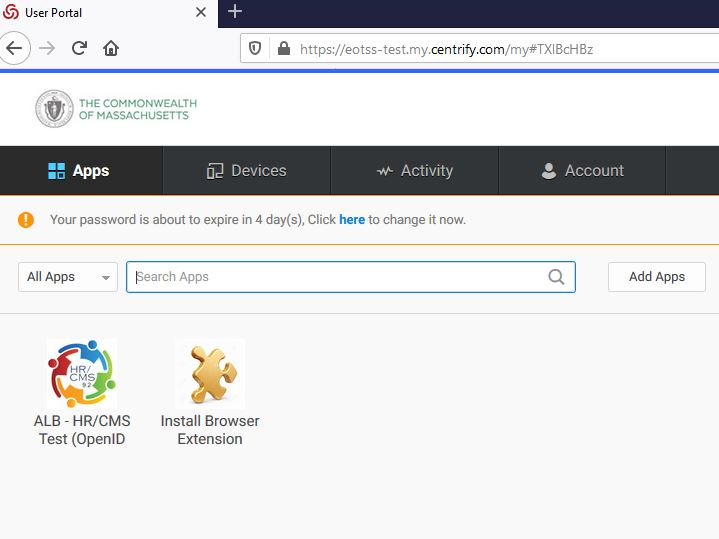 User Portal
https://eotss-test.my.centrify.com/my#TXlBcHBz
THE COMMONWEALTH
OF MASSACHUSETTS
Apps
Devices
Activity
Account
Your password is about to expire in 4 day(s), Click here to change it now.
All Apps
Search Apps
Add Apps
HR/
CMS
9.2
ALB - HR/CMS
Test (OpenID
Install Browser
Extension